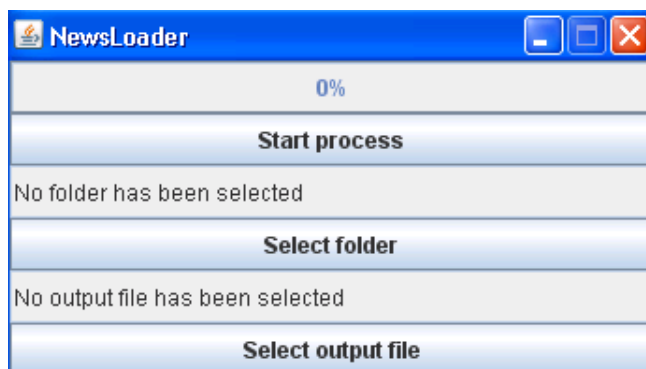 NewsLoader
0%
Start process
No folder has been selected
Select folder
No output file has been selected
Select output file